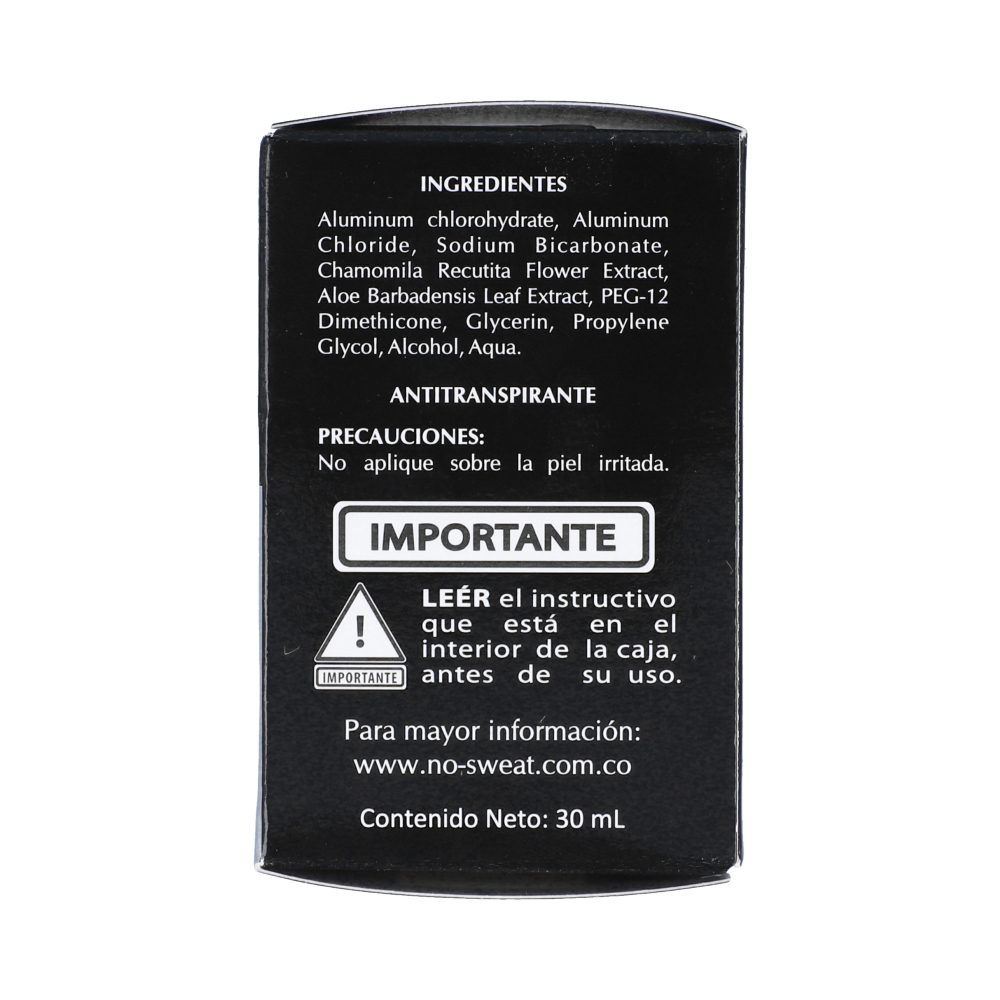 INGREDIENTES
Aluminum chlorohydrate, Aluminum
Chloride, Sodium Bicarbonate,
Chamomila Recutita Flower Extract,
Aloe Barbadensis Leaf Extract, PEG-12
Dimethicone, Glycerin, Propylene
Glycol, Alcohol, Aqua.
ANTITRANSPIRANTE
PRECAUCIONES:
No aplique sobre la piel irritada.
IMPORTANTE
!
IMPORTANTE
LEÉR el instructivo
que está en el
interior de la caja,
antes de su uso.
Para mayor información:
www.no-sweat.com.co
Contenido Neto: 30 mL